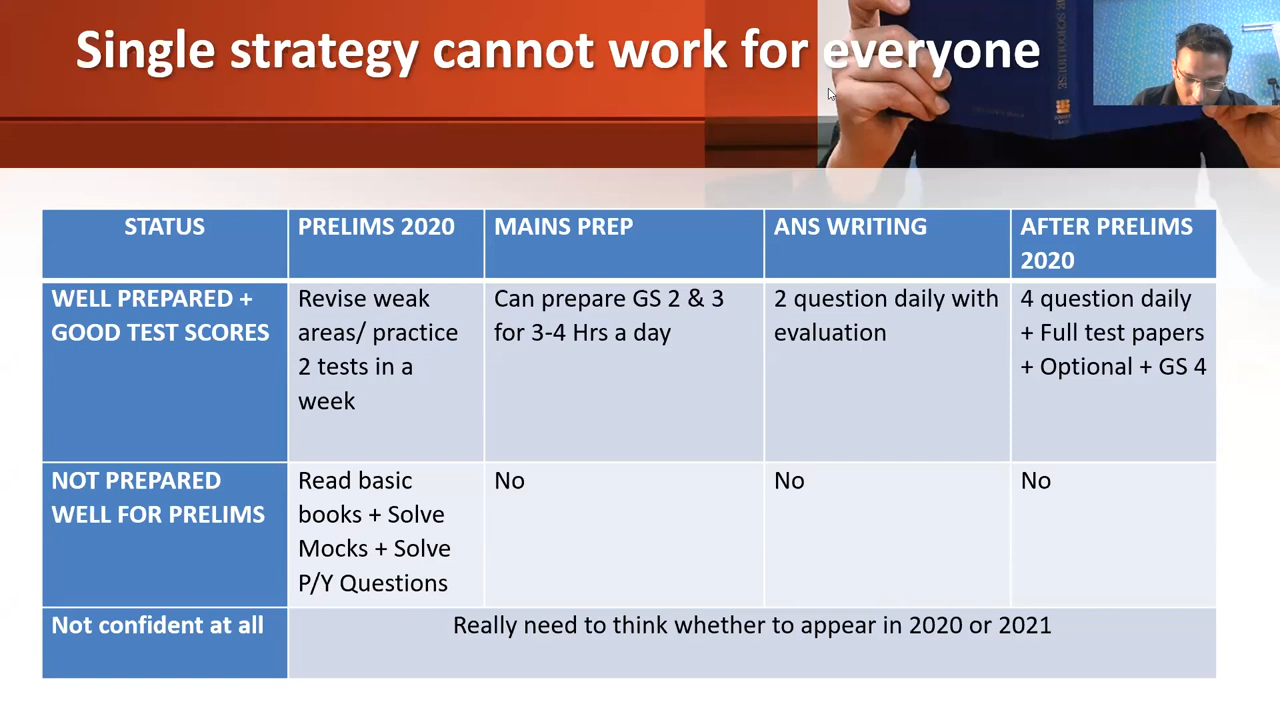 Single strategy cannot work for everyone
STATUS
PRELIMS 2020
MAINS PREP
ANS WRITING
AFTER PRELIMS
2020
WELL PREPARED +
GOOD TEST SCORES
Revise weak
areas/ practice
2 tests in a
week
Can prepare GS 2 & 3
for 3-4 Hrs a day
2 question daily with
evaluation
4 question daily
+ Full test papers
+ Optional + GS 4
NOT PREPARED
WELL FOR PRELIMS
Read basic
books + Solve
Mocks + Solve
P/Y Questions
No
No
No
Not confident at all
Really need to think whether to appear in 2020 or 2021